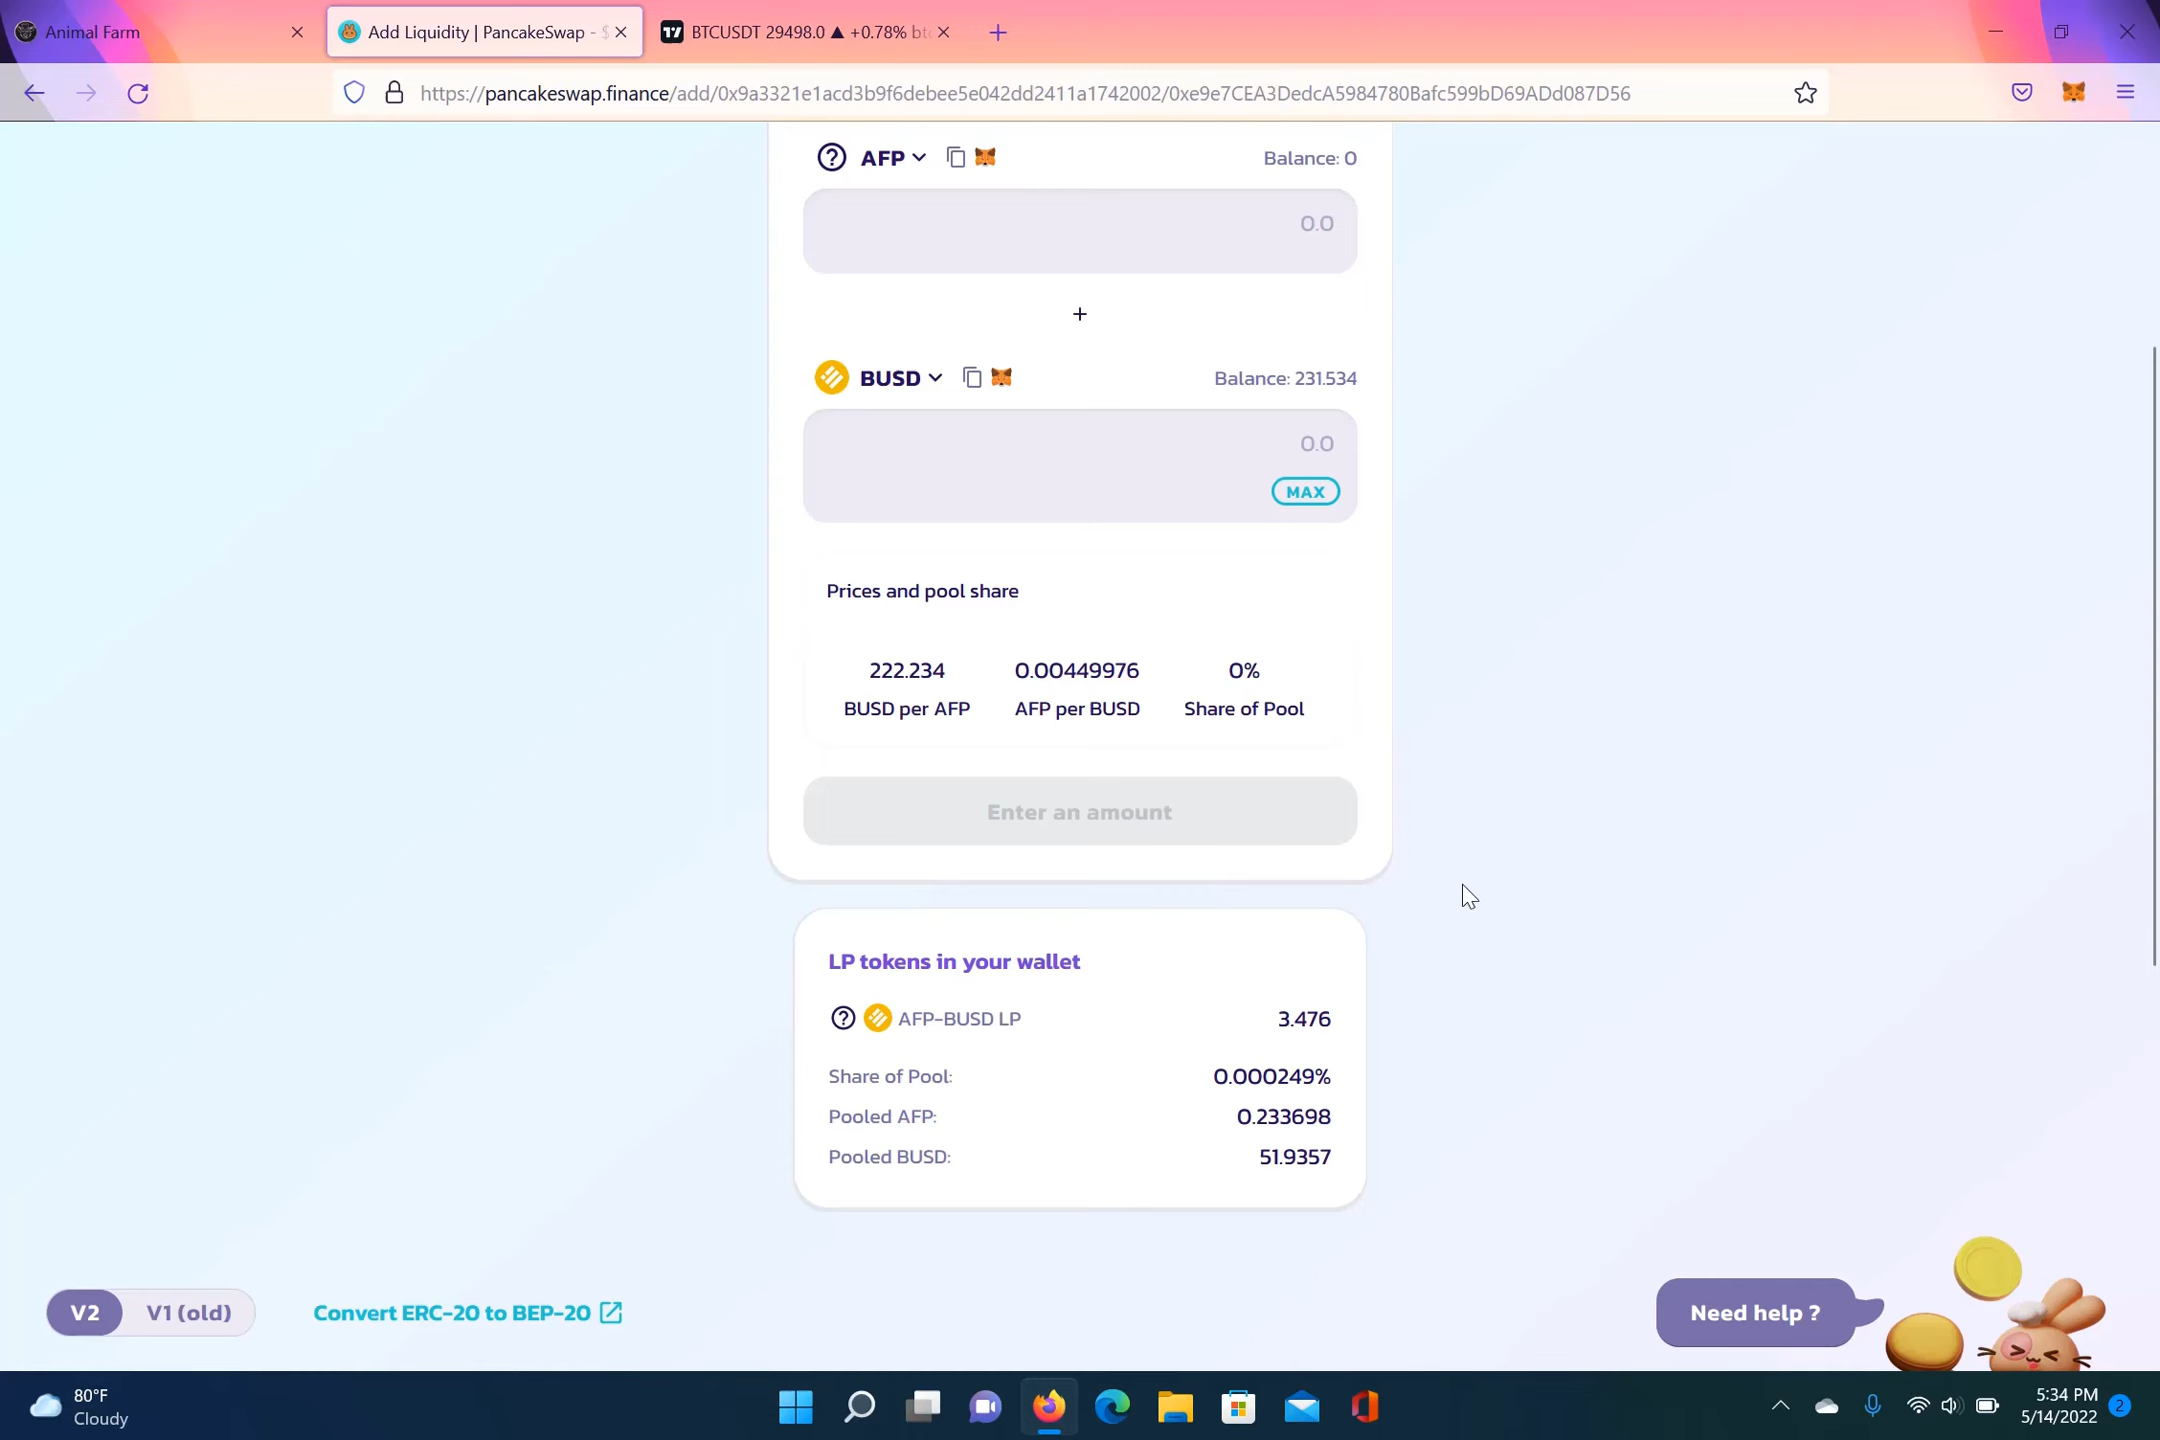 Animal Farm
Add Liquidity | PancakeSwap - $
BTCUSDT 29498.0 ▲ +0.78% bt
https://pancakeswap.finance/add/0x9a3321e1acd3b9f6debee5e042dd2411a1742002/0xe9e7CEA3DedcA5984780Bafc599bD69ADd087D56
AFP
Balance: 0
0.0
+
BUSD
Balance: 231.534
0.0
MAX
Prices and pool share
222.234 0.00449976 0%
BUSD per AFP AFP per BUSD Share of Pool
Enter an amount
LP tokens in your wallet
AFP-BUSD LP 3.476
Share of Pool: 0.000249%
Pooled AFP: 0.233698
Pooled BUSD: 51.9357
V2 V1 (old) Convert ERC-20 to BEP-20
Need help ?
80°F
Cloudy
5:34 PM
5/14/2022
2